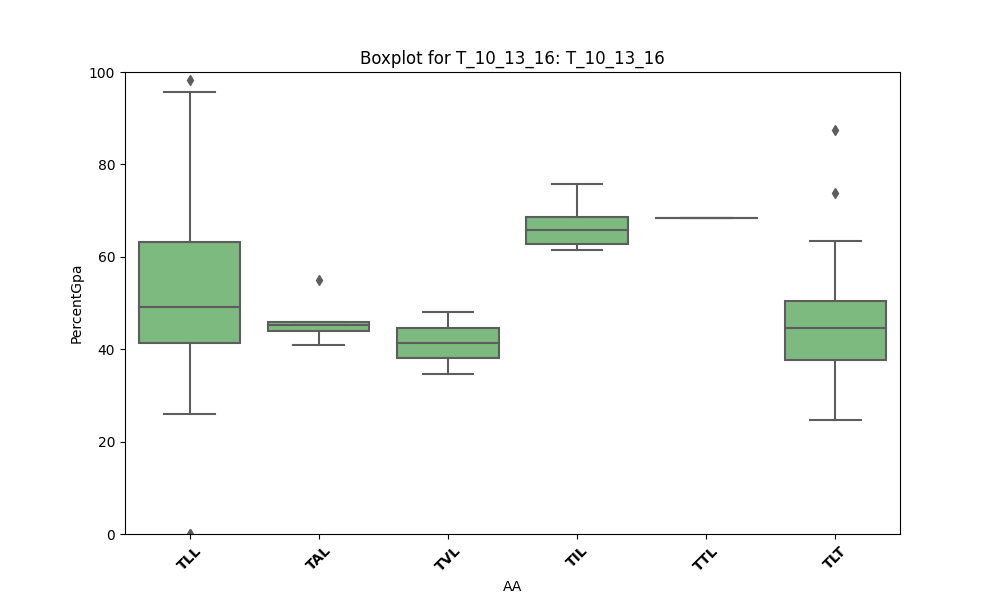 Boxplot for T_10_13_16: T_10_13_16
100
80
60
40
20
0
PercentGpa
TLL
TAL
TVL
TIL
TTL
TLT
AA